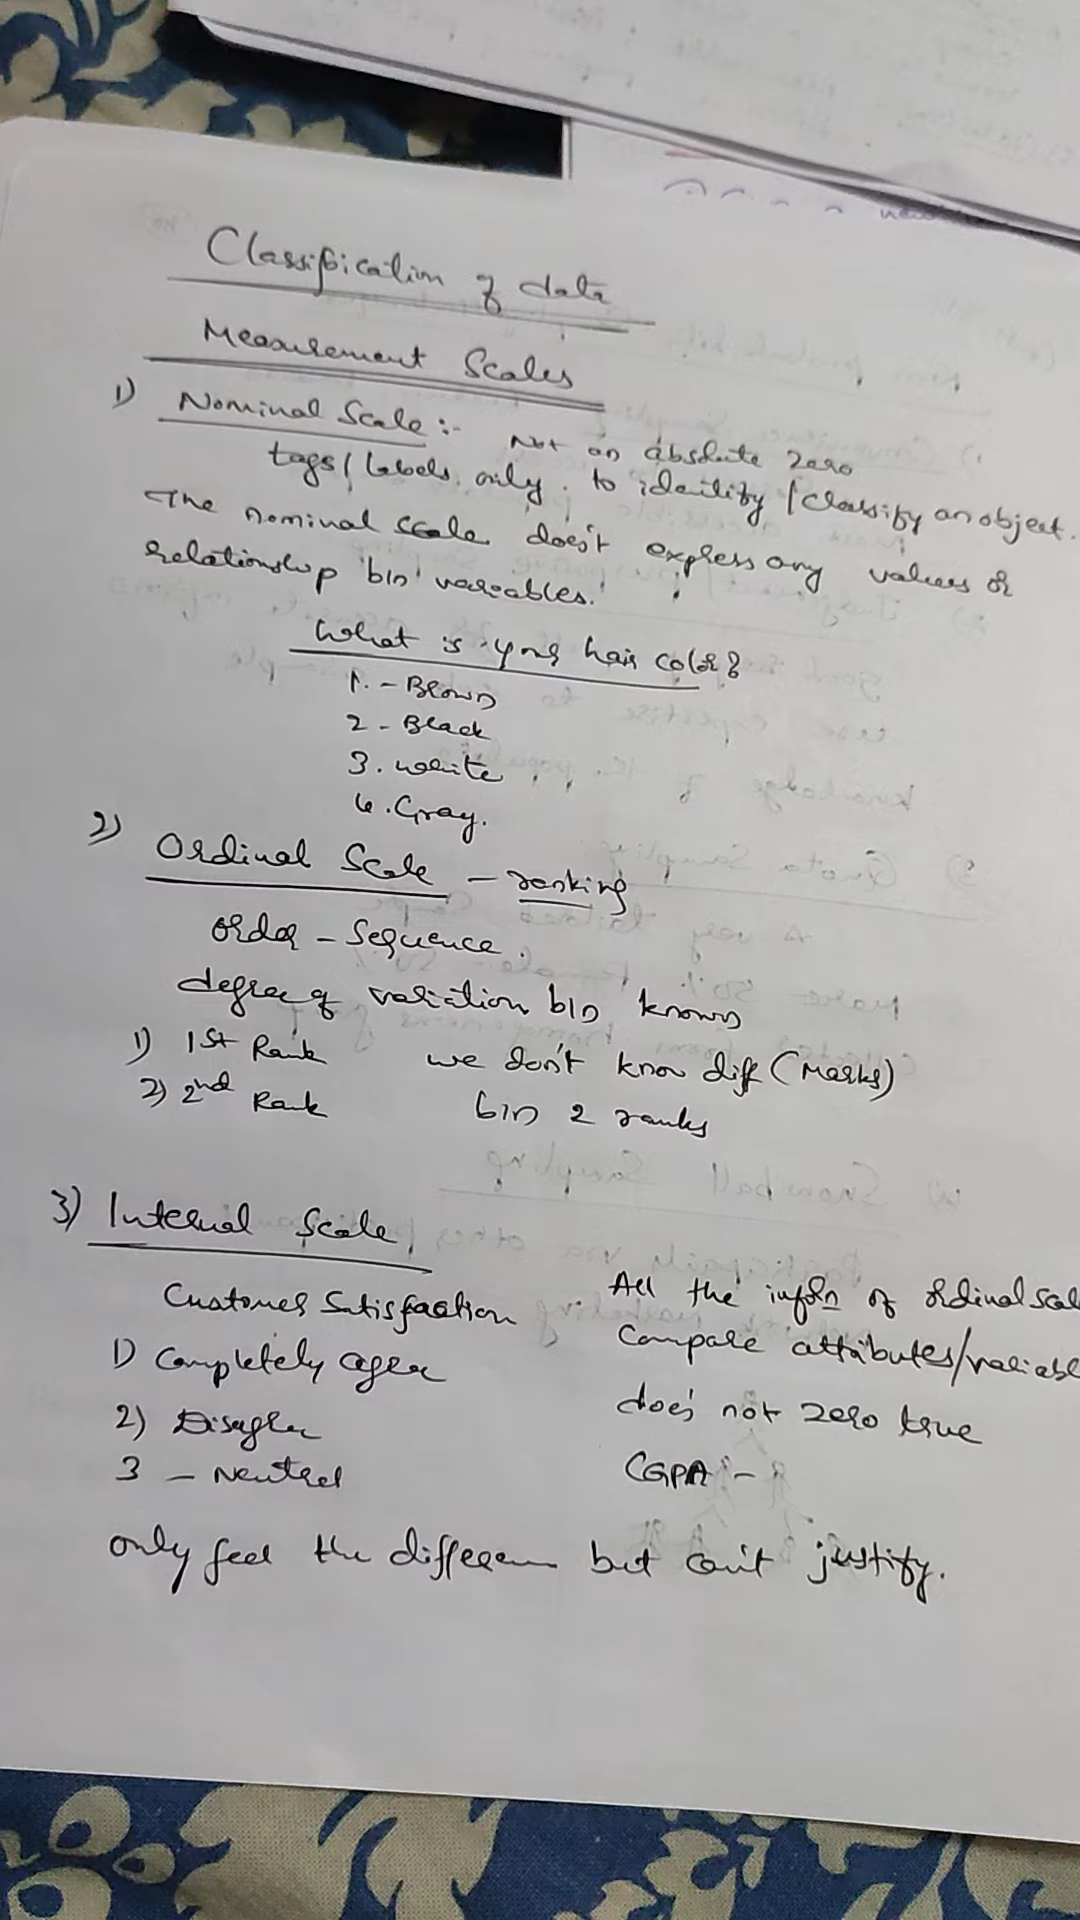 Classification of data
Measurement Scales
1) Nominal Scale :- Not an absolute zero
tags / labels only. to identify / classify an object.
The nominal scale doesn't express any values or
relationship b/n variables.
What is your hair color?
1. - Brown
2 - Black
3. white
4. Gray.
2) Ordinal Scale - ranking
order - Sequence.
degree of variation b/n known
1) 1st Rank we don't know diff (Marks)
2) 2nd Rank b/n 2 ranks
3) Interval Scale
Customer Satisfaction All the infrn of ordinal scal
1) Completely agree Compare attributes/variabl
2) Disagree does not zero true
3 - Neutral CGPA :-
only feel the differen but can't justify.